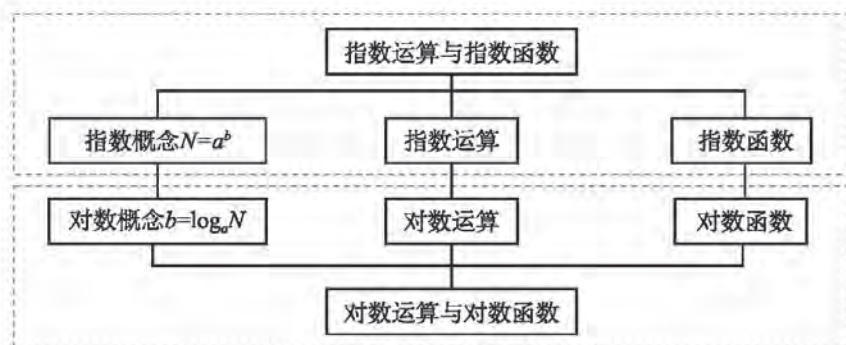 指数运算与指数函数
指数概念N=a^b
指数运算
指数函数
对数概念b=logₐN
对数运算
对数函数
对数运算与对数函数